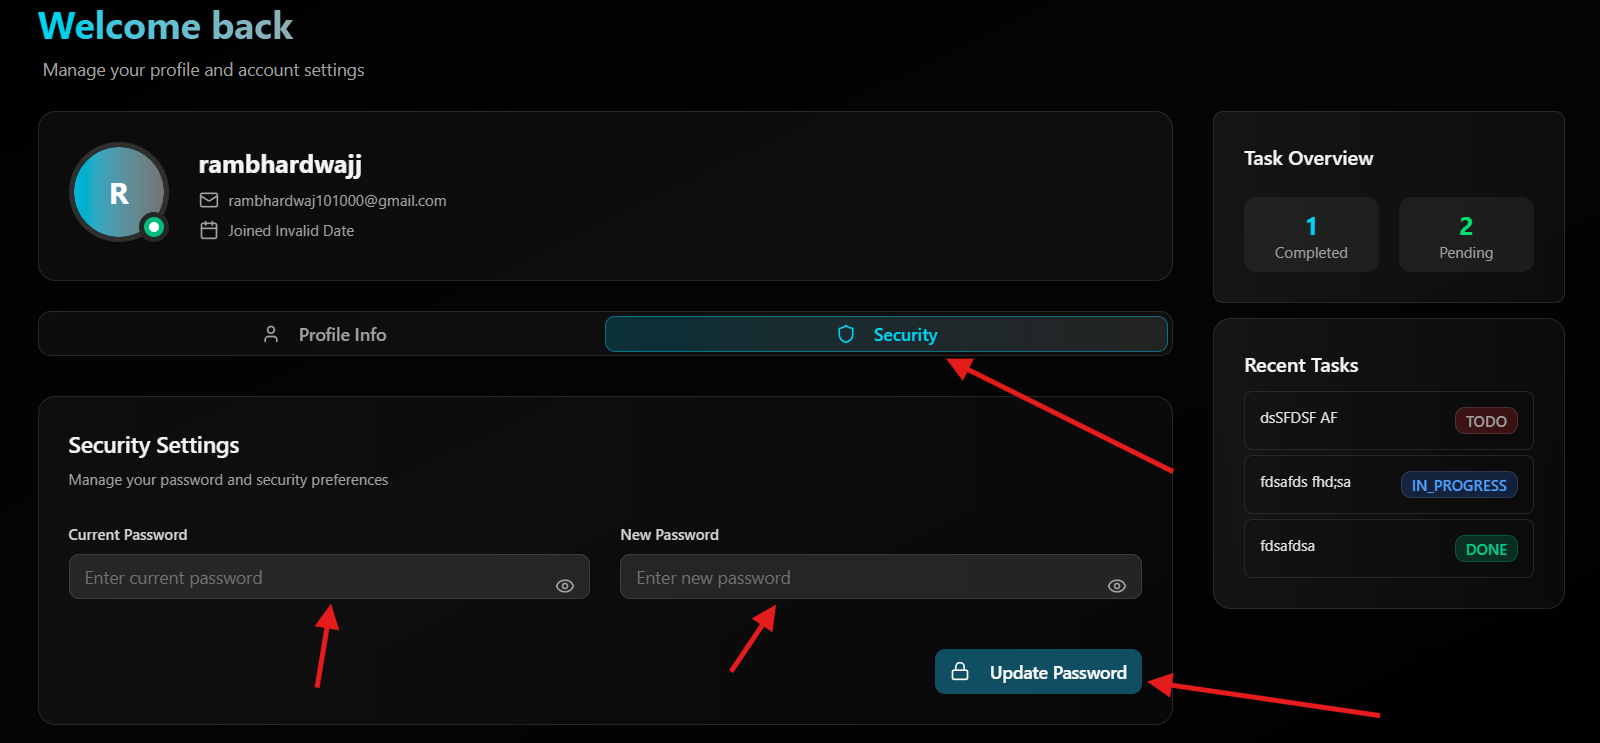 Welcome back
Manage your profile and account settings
R
rambhardwajj
rambhardwaj101000@gmail.com
Joined Invalid Date
Profile Info
Security
Security Settings
Manage your password and security preferences
Current Password
Enter current password
New Password
Enter new password
Update Password
Task Overview
1
Completed
2
Pending
Recent Tasks
dsSFDSF AF
TODO
fdsafds fhd;sa
IN_PROGRESS
fdsafdsa
DONE